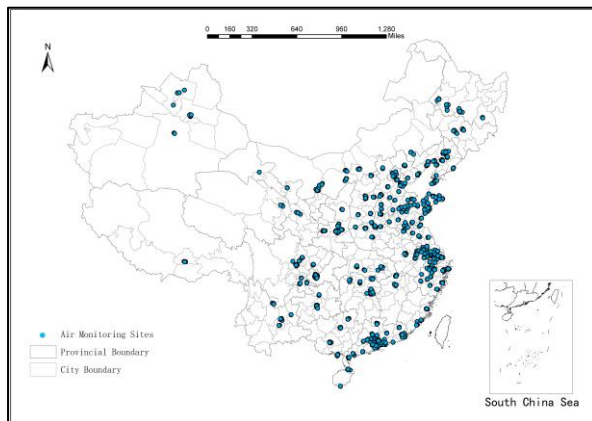 0 160 320 640 960 1,280
Miles
N
Air Monitoring Sites
Provincial Boundary
City Boundary
South China Sea